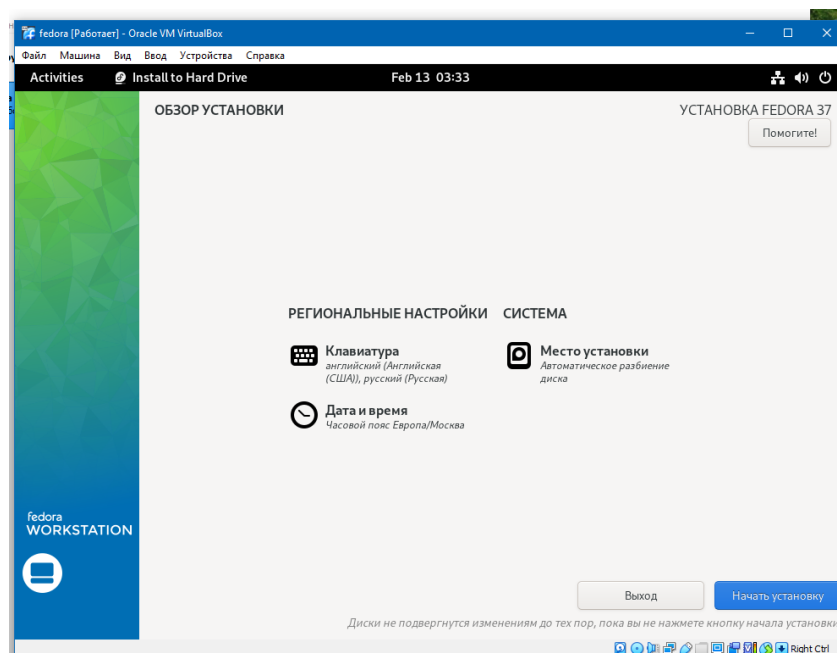 fedora [Работает] - Oracle VM VirtualBox
Файл Машина Вид Ввод Устройства Справка
Activities Install to Hard Drive Feb 13 03:33
ОБЗОР УСТАНОВКИ
УСТАНОВКА FEDORA 37
Помогите!
РЕГИОНАЛЬНЫЕ НАСТРОЙКИ
Клавиатура
английский (Английская
(США)), русский (Русская)
Дата и время
Часовой пояс Европа/Москва
СИСТЕМА
Место установки
Автоматическое разбиение
диска
fedora
WORKSTATION
Выход
Начать установку
Диски не подвергнутся изменениям до тех пор, пока вы не нажмете кнопку начала установки
Right Ctrl